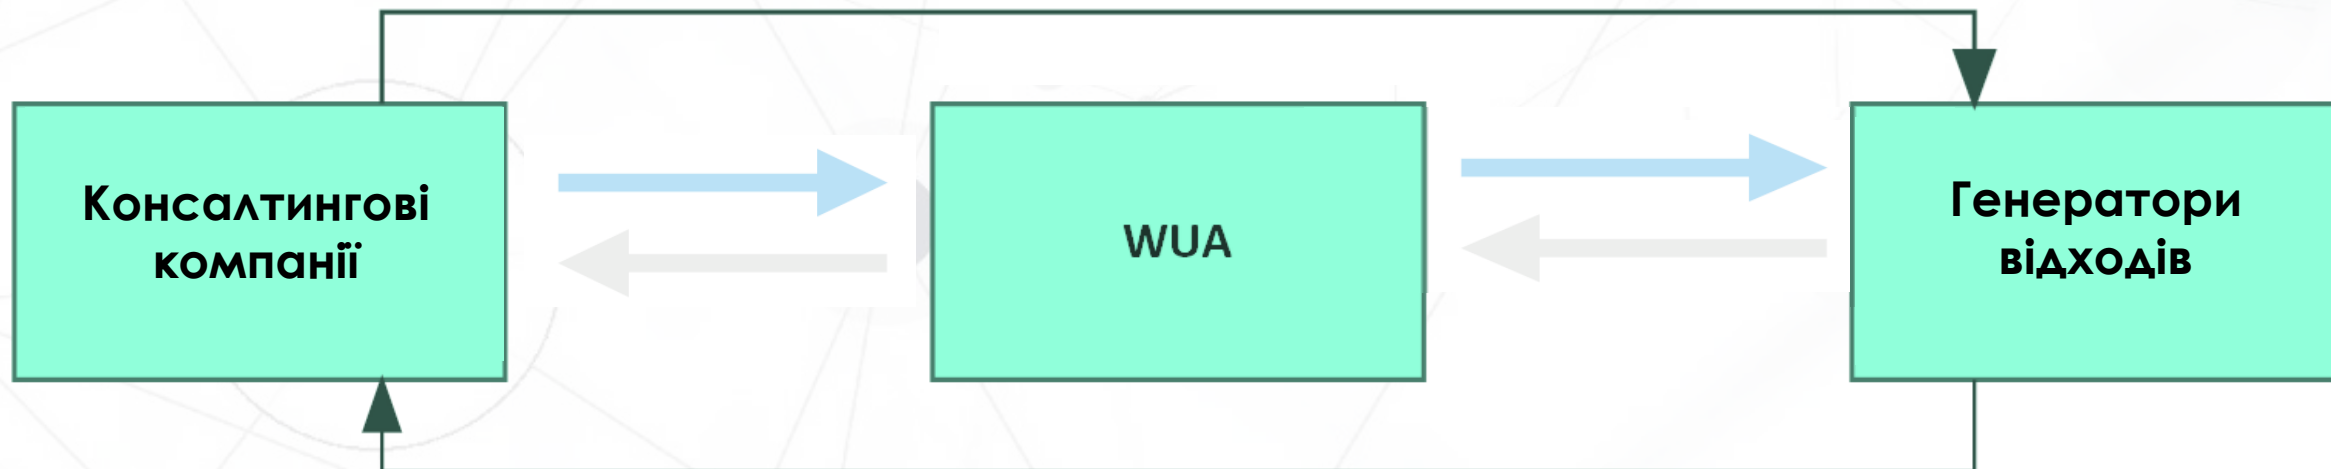 Консалтингові
компанії
WUA
Генератори
відходів